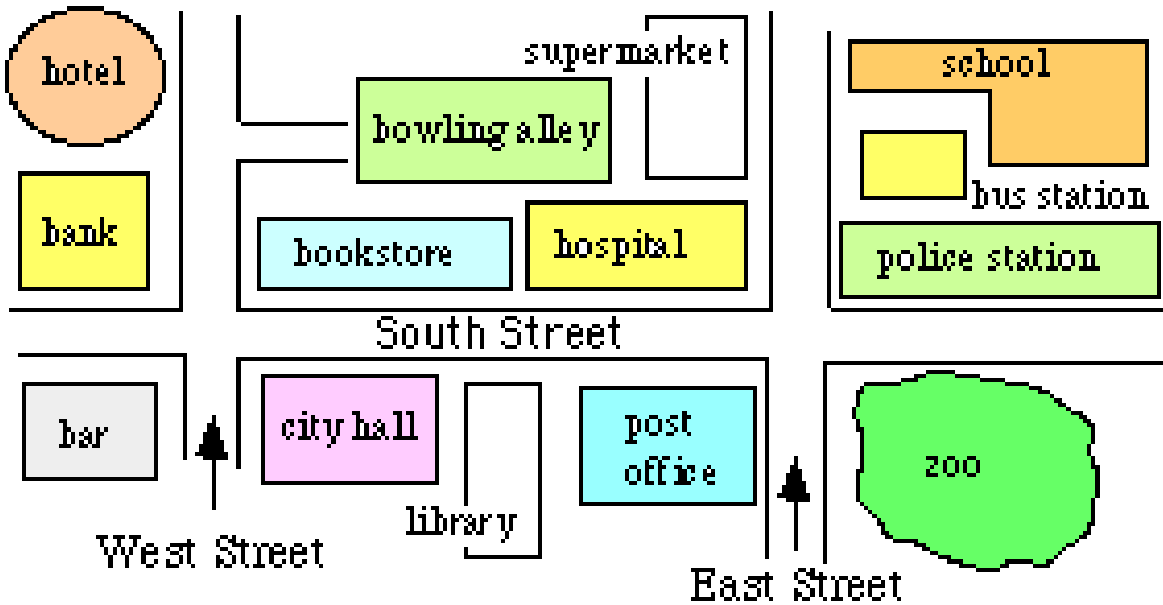 hotel
supermarket
school
bowling alley
bus station
bank
bookstore
hospital
police station
South Street
bar
city hall
post
office
zoo
library
West Street
East Street